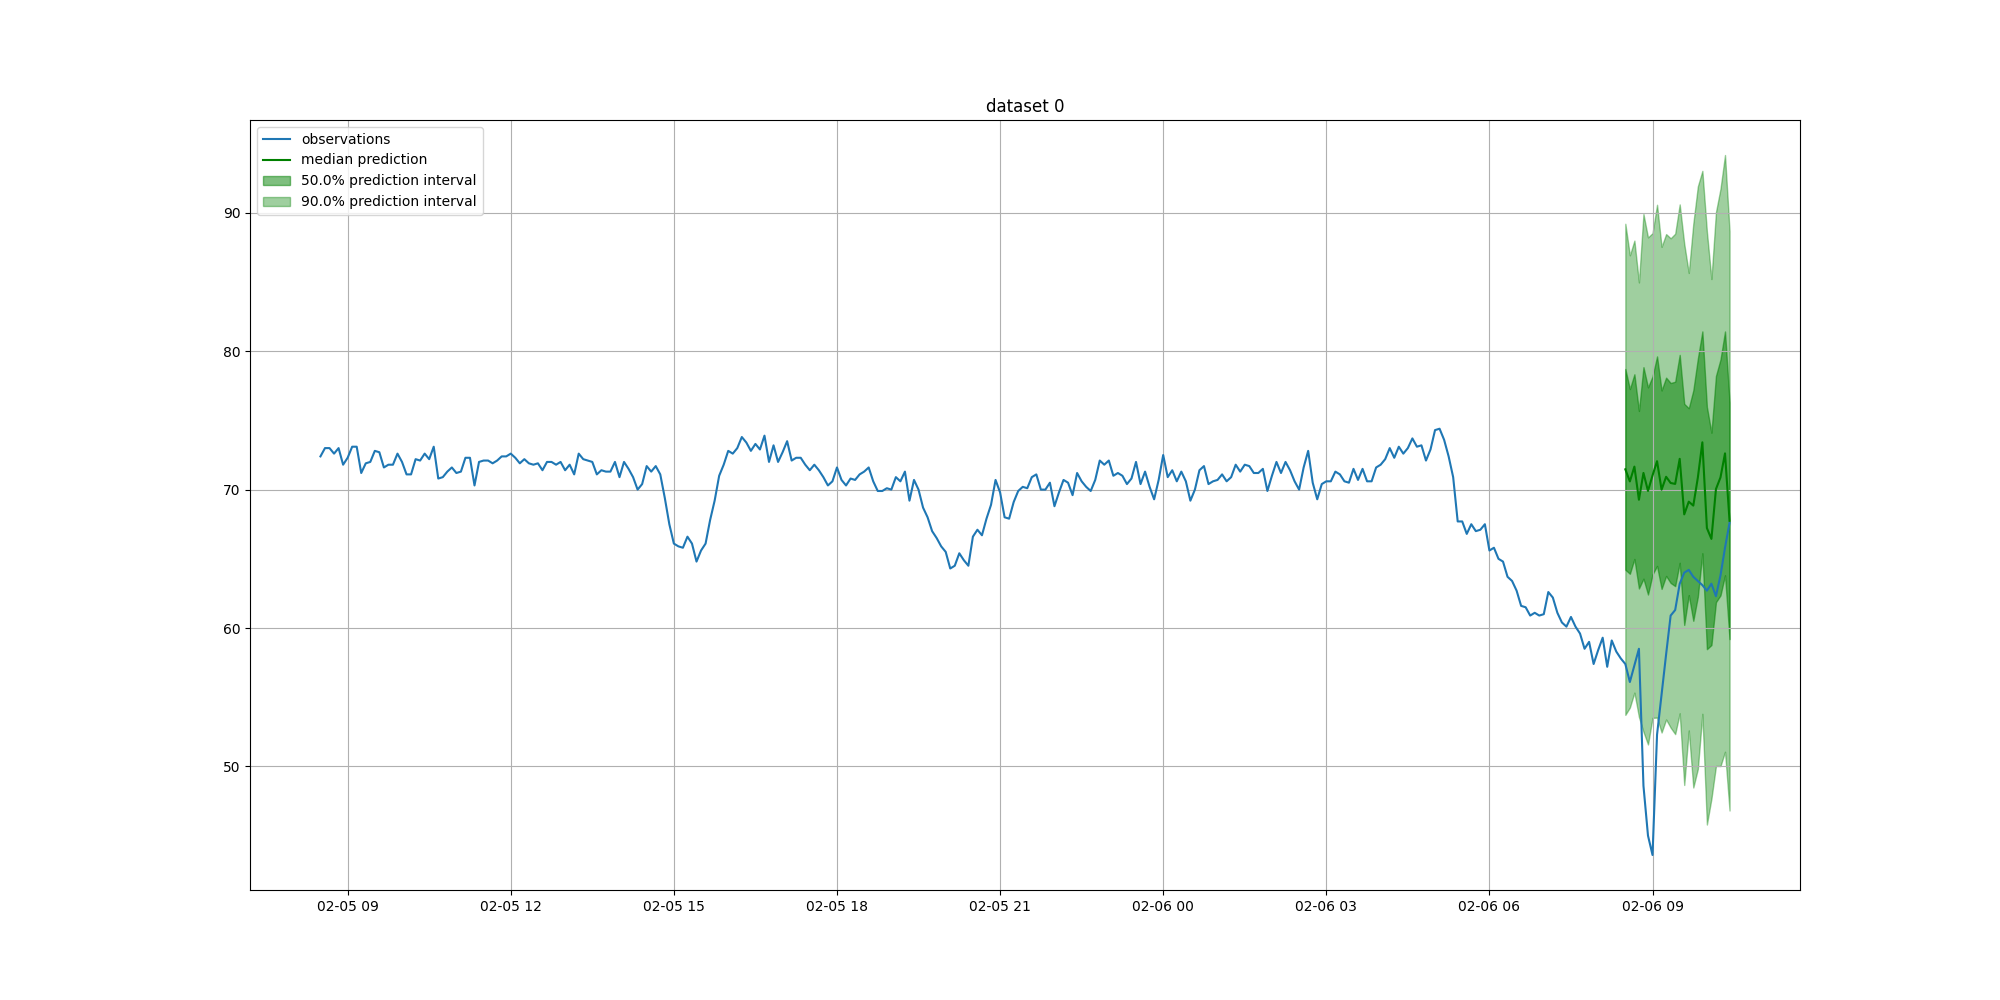 dataset 0
observations
median prediction
50.0% prediction interval
90.0% prediction interval
90
80
70
60
50
02-05 09 02-05 12 02-05 15 02-05 18 02-05 21 02-06 00 02-06 03 02-06 06 02-06 09